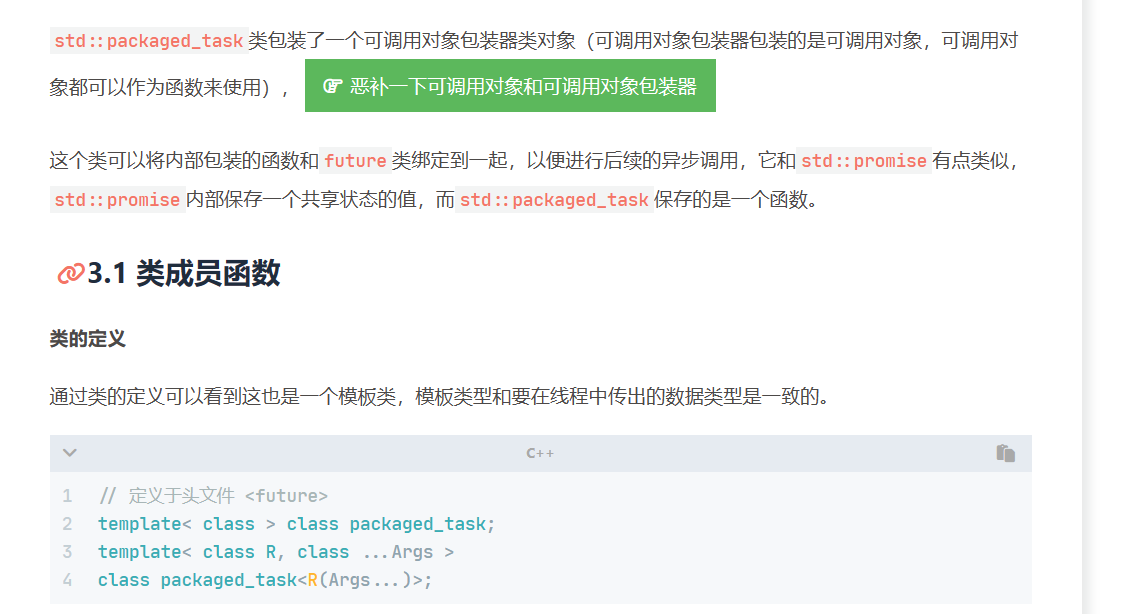 std::packaged_task类包装了一个可调用对象包装器类对象（可调用对象包装器包装的是可调用对象，可调用对
象都可以作为函数来使用），恶补一下可调用对象和可调用对象包装器
这个类可以将内部包装的函数和future类绑定到一起，以便进行后续的异步调用，它和std::promise有点类似，
std::promise内部保存一个共享状态的值，而std::packaged_task保存的是一个函数。
3.1 类成员函数
类的定义
通过类的定义可以看到这也是一个模板类，模板类型和要在线程中传出的数据类型是一致的。
C++
1 // 定义于头文件 <future>
2 template< class > class packaged_task;
3 template< class R, class ...Args >
4 class packaged_task<R(Args...)>;